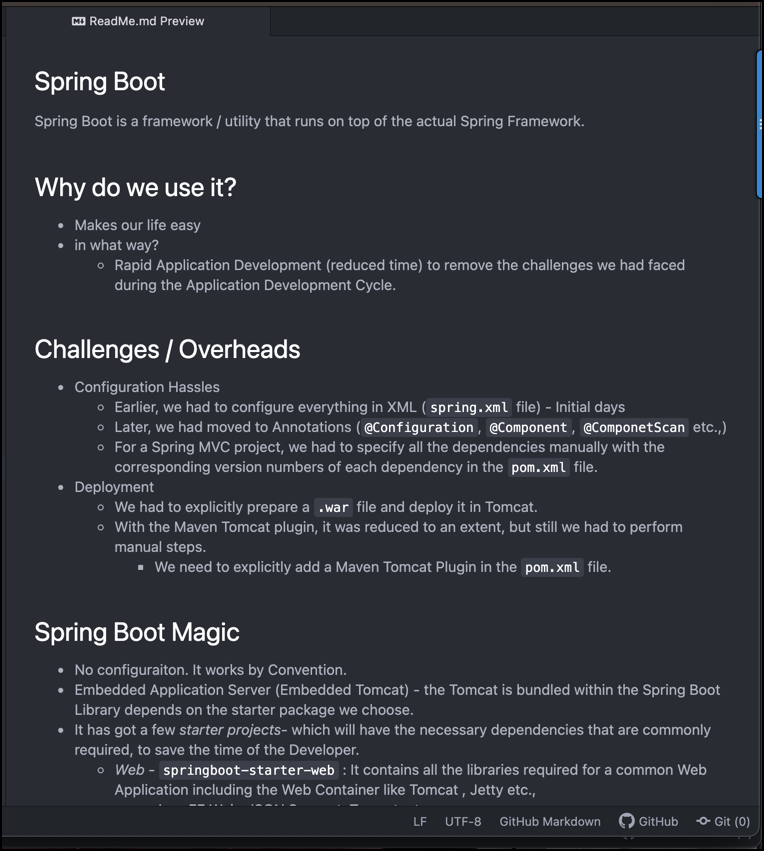 ReadMe.md Preview
Spring Boot
Spring Boot is a framework / utility that runs on top of the actual Spring Framework.
Why do we use it?
• Makes our life easy
• in what way?
◦ Rapid Application Development (reduced time) to remove the challenges we had faced
during the Application Development Cycle.
Challenges / Overheads
• Configuration Hassles
◦ Earlier, we had to configure everything in XML ( spring.xml file) - Initial days
◦ Later, we had moved to Annotations ( @Configuration , @Component , @ComponetScan etc.,)
◦ For a Spring MVC project, we had to specify all the dependencies manually with the
corresponding version numbers of each dependency in the pom.xml file.
• Deployment
◦ We had to explicitly prepare a .war file and deploy it in Tomcat.
◦ With the Maven Tomcat plugin, it was reduced to an extent, but still we had to perform
manual steps.
▪ We need to explicitly add a Maven Tomcat Plugin in the pom.xml file.
Spring Boot Magic
• No configuraiton. It works by Convention.
• Embedded Application Server (Embedded Tomcat) - the Tomcat is bundled within the Spring Boot
Library depends on the starter package we choose.
• It has got a few starter projects- which will have the necessary dependencies that are commonly
required, to save the time of the Developer.
◦ Web - springboot-starter-web : It contains all the libraries required for a common Web
Application including the Web Container like Tomcat , Jetty etc.,
LF UTF-8 GitHub Markdown GitHub Git (0)